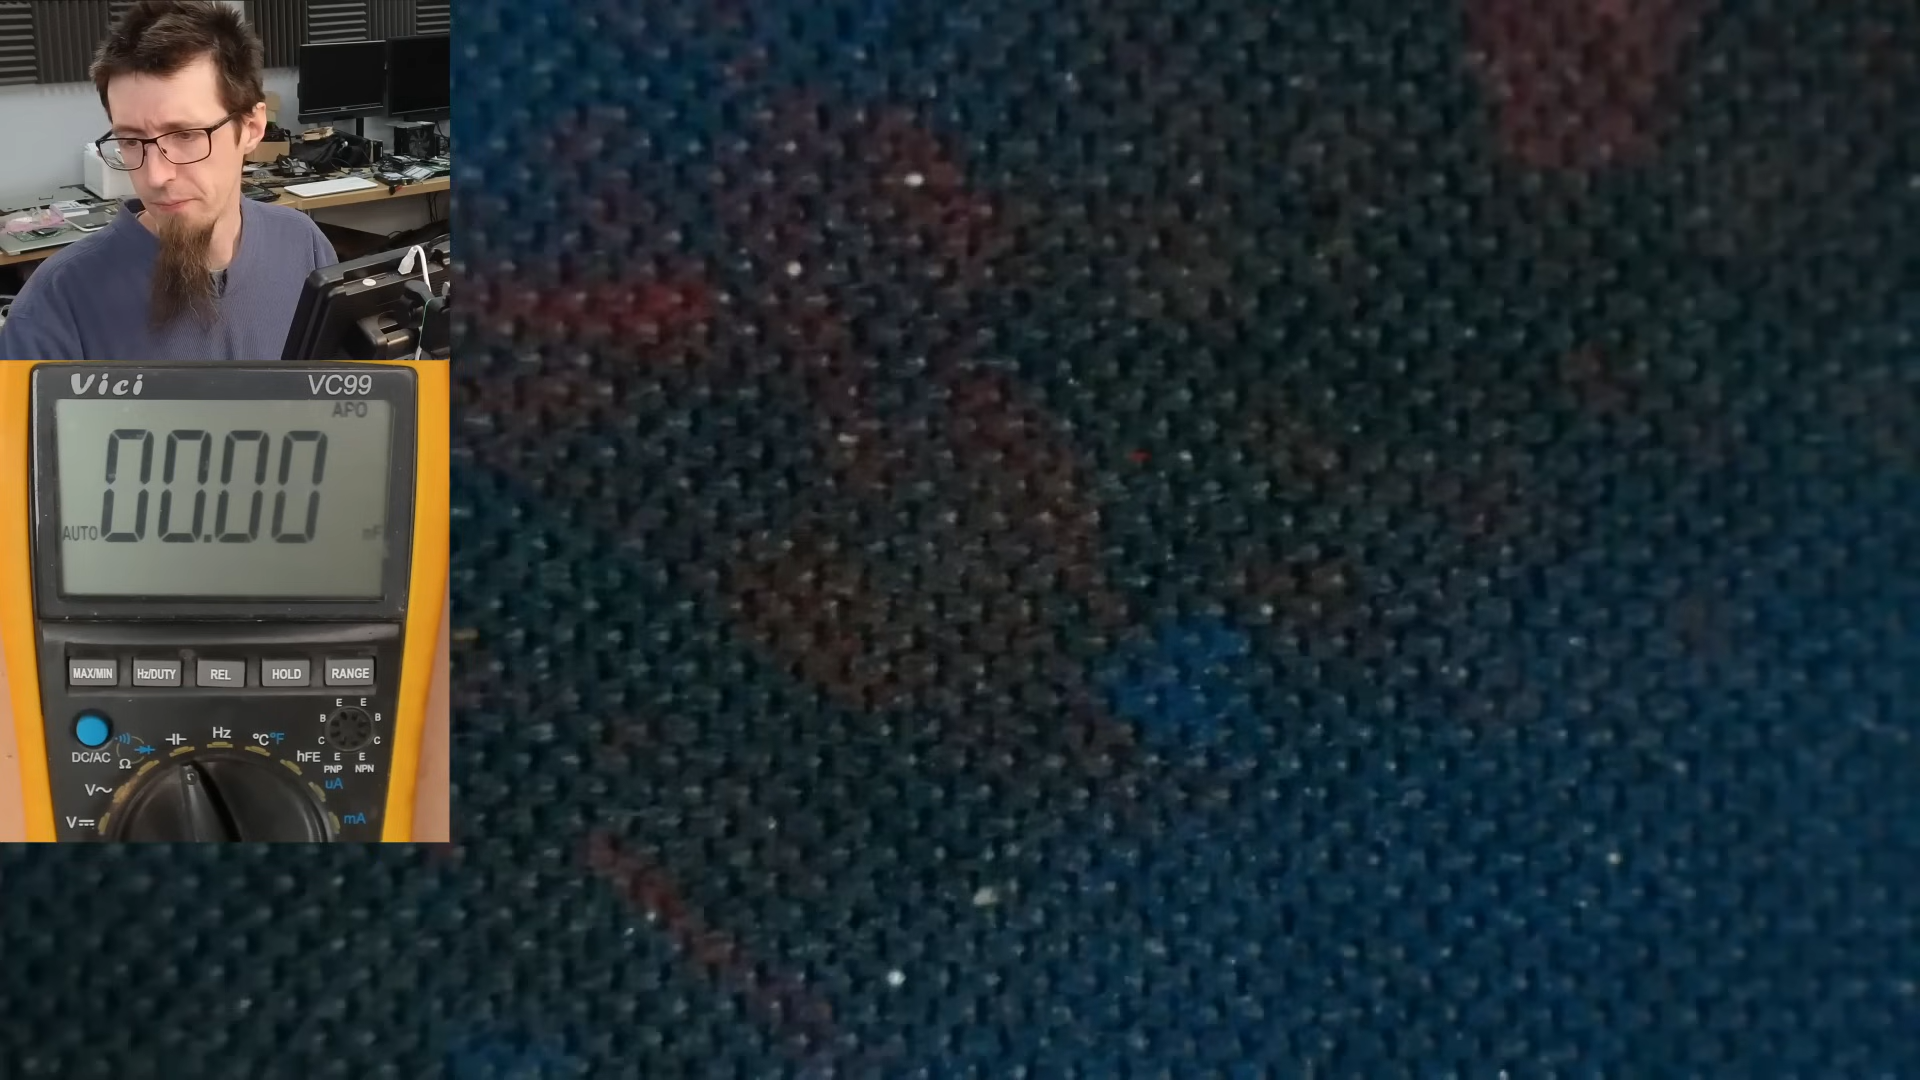 Vici VC99
APO
00.00
AUTO mF
MAX/MIN Hz/DUTY REL HOLD RANGE
E E
B B
C C
E E
PNP NPN
DC/AC Ω Hz °C°F hFE
V~ uA
V⎓ mA